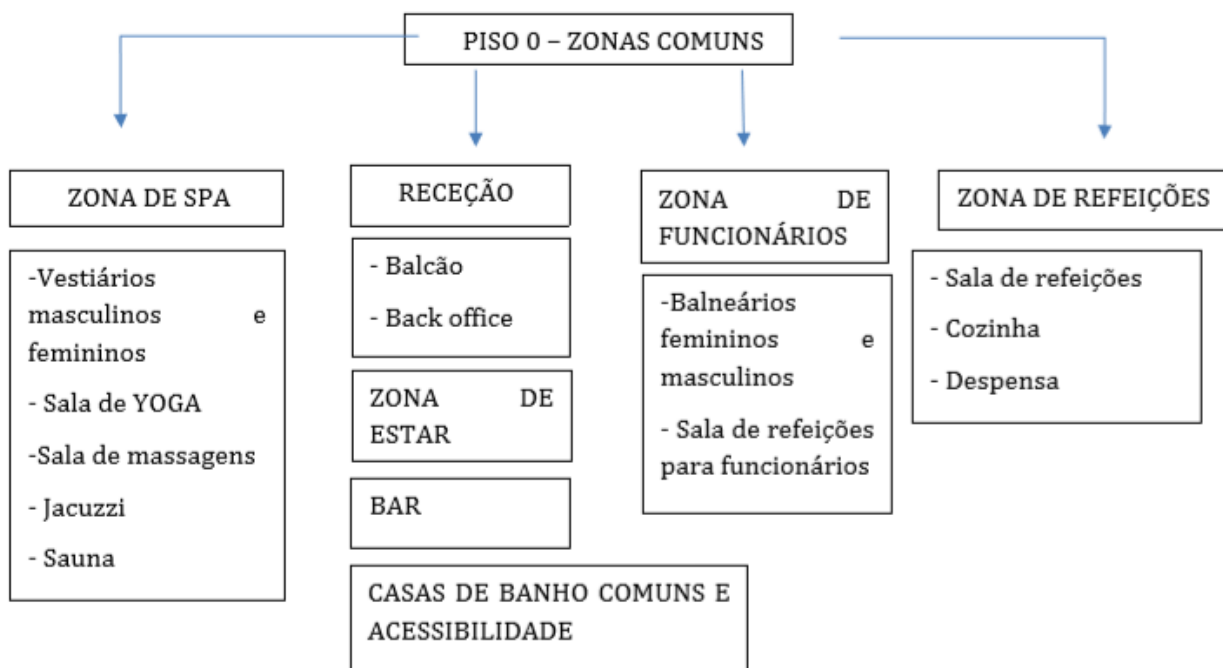 PISO 0 – ZONAS COMUNS
ZONA DE SPA
-Vestiários
masculinos e
femininos
- Sala de YOGA
-Sala de massagens
- Jacuzzi
- Sauna
RECEÇÃO
- Balcão
- Back office
ZONA DE
ESTAR
BAR
CASAS DE BANHO COMUNS E
ACESSIBILIDADE
ZONA DE
FUNCIONÁRIOS
-Balneários
femininos e
masculinos
- Sala de refeições
para funcionários
ZONA DE REFEIÇÕES
- Sala de refeições
- Cozinha
- Despensa